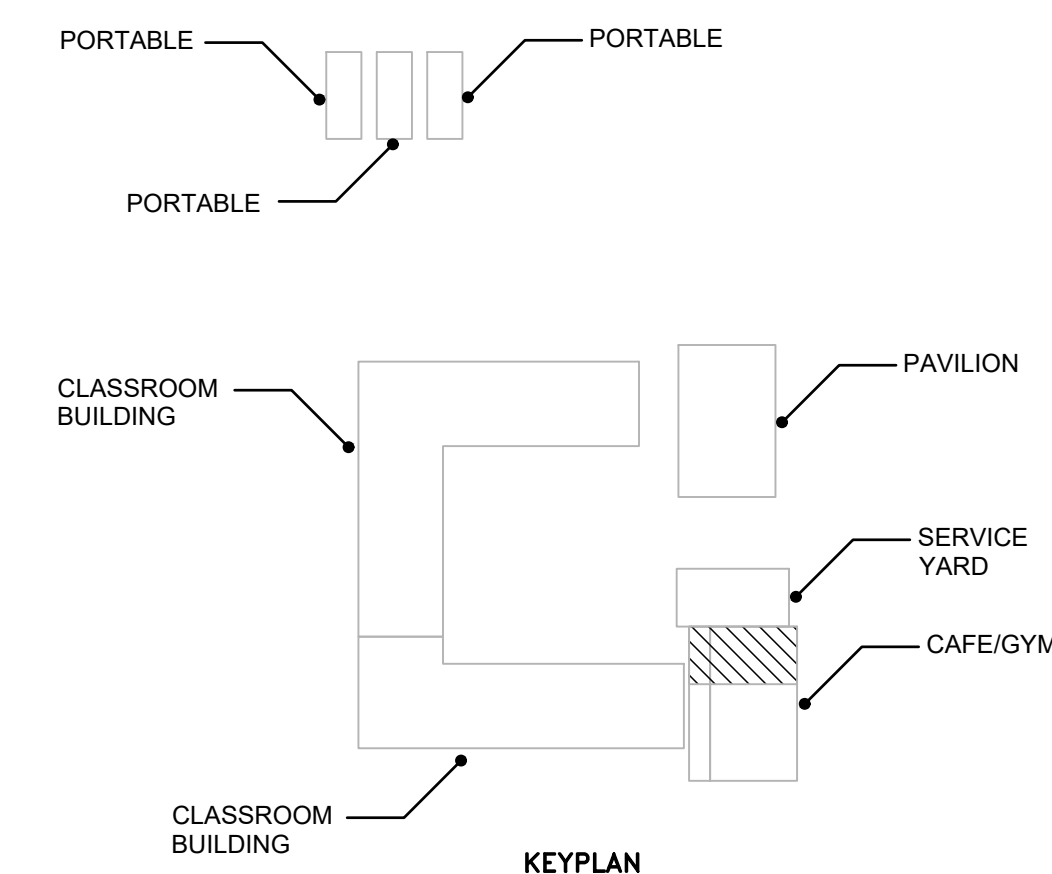 PORTABLE
PORTABLE
PORTABLE
CLASSROOM
BUILDING
PAVILION
SERVICE
YARD
CAFE/GYM
CLASSROOM
BUILDING
KEYPLAN